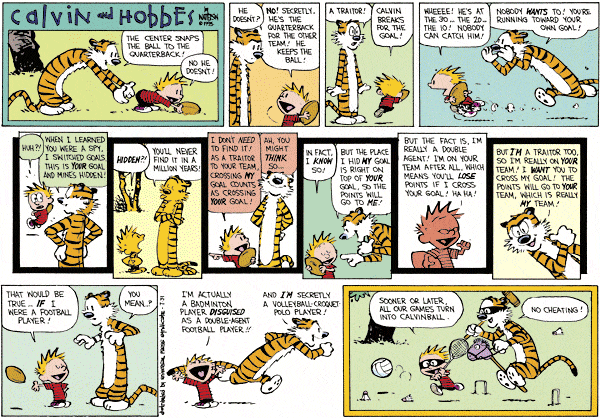 CALVIN and HOBBES
WATTERSON
THE CENTER SNAPS
THE BALL TO THE
QUARTERBACK!
NO HE
DOESN'T!
HE
DOESN'T?
NO! SECRETLY,
HE'S THE
QUARTERBACK
FOR THE OTHER
TEAM! HE
KEEPS THE
BALL!
A TRAITOR!
CALVIN
BREAKS
FOR THE
GOAL!
WHEEEE! HE'S AT
THE 30... THE 20...
THE 10! NOBODY
CAN CATCH HIM!
NOBODY WANTS TO! YOU'RE
RUNNING TOWARD YOUR
OWN GOAL!
HUH?!
WHEN I LEARNED
YOU WERE A SPY,
I SWITCHED GOALS.
THIS IS YOUR GOAL
AND MINE'S HIDDEN!
HIDDEN?!
YOU'LL NEVER
FIND IT IN A
MILLION YEARS!
I DON'T NEED
TO FIND IT!
AS A TRAITOR
TO YOUR TEAM,
CROSSING MY
GOAL COUNTS
AS CROSSING
YOUR GOAL!
AH, YOU
MIGHT
THINK
SO...
IN FACT,
I KNOW
SO!
BUT THE PLACE
I HID MY GOAL
IS RIGHT ON
TOP OF YOUR
GOAL, SO THE
POINTS WILL
GO TO ME!
BUT THE FACT IS, I'M
REALLY A DOUBLE
AGENT! I'M ON YOUR
TEAM AFTER ALL, WHICH
MEANS YOU'LL LOSE
POINTS IF I CROSS
YOUR GOAL! HA HA!
BUT I'M A TRAITOR TOO,
SO I'M REALLY ON YOUR
TEAM! I WANT YOU TO
CROSS MY GOAL! THE
POINTS WILL GO TO YOUR
TEAM, WHICH IS REALLY
MY TEAM!
THAT WOULD BE
TRUE... IF I
WERE A FOOTBALL
PLAYER!
YOU
MEAN..?
I'M ACTUALLY
A BADMINTON
PLAYER DISGUISED
AS A DOUBLE-AGENT
FOOTBALL PLAYER!!
AND I'M SECRETLY
A VOLLEYBALL-CROQUET-
POLO PLAYER!
SOONER OR LATER,
ALL OUR GAMES TURN
INTO CALVINBALL.
NO CHEATING!